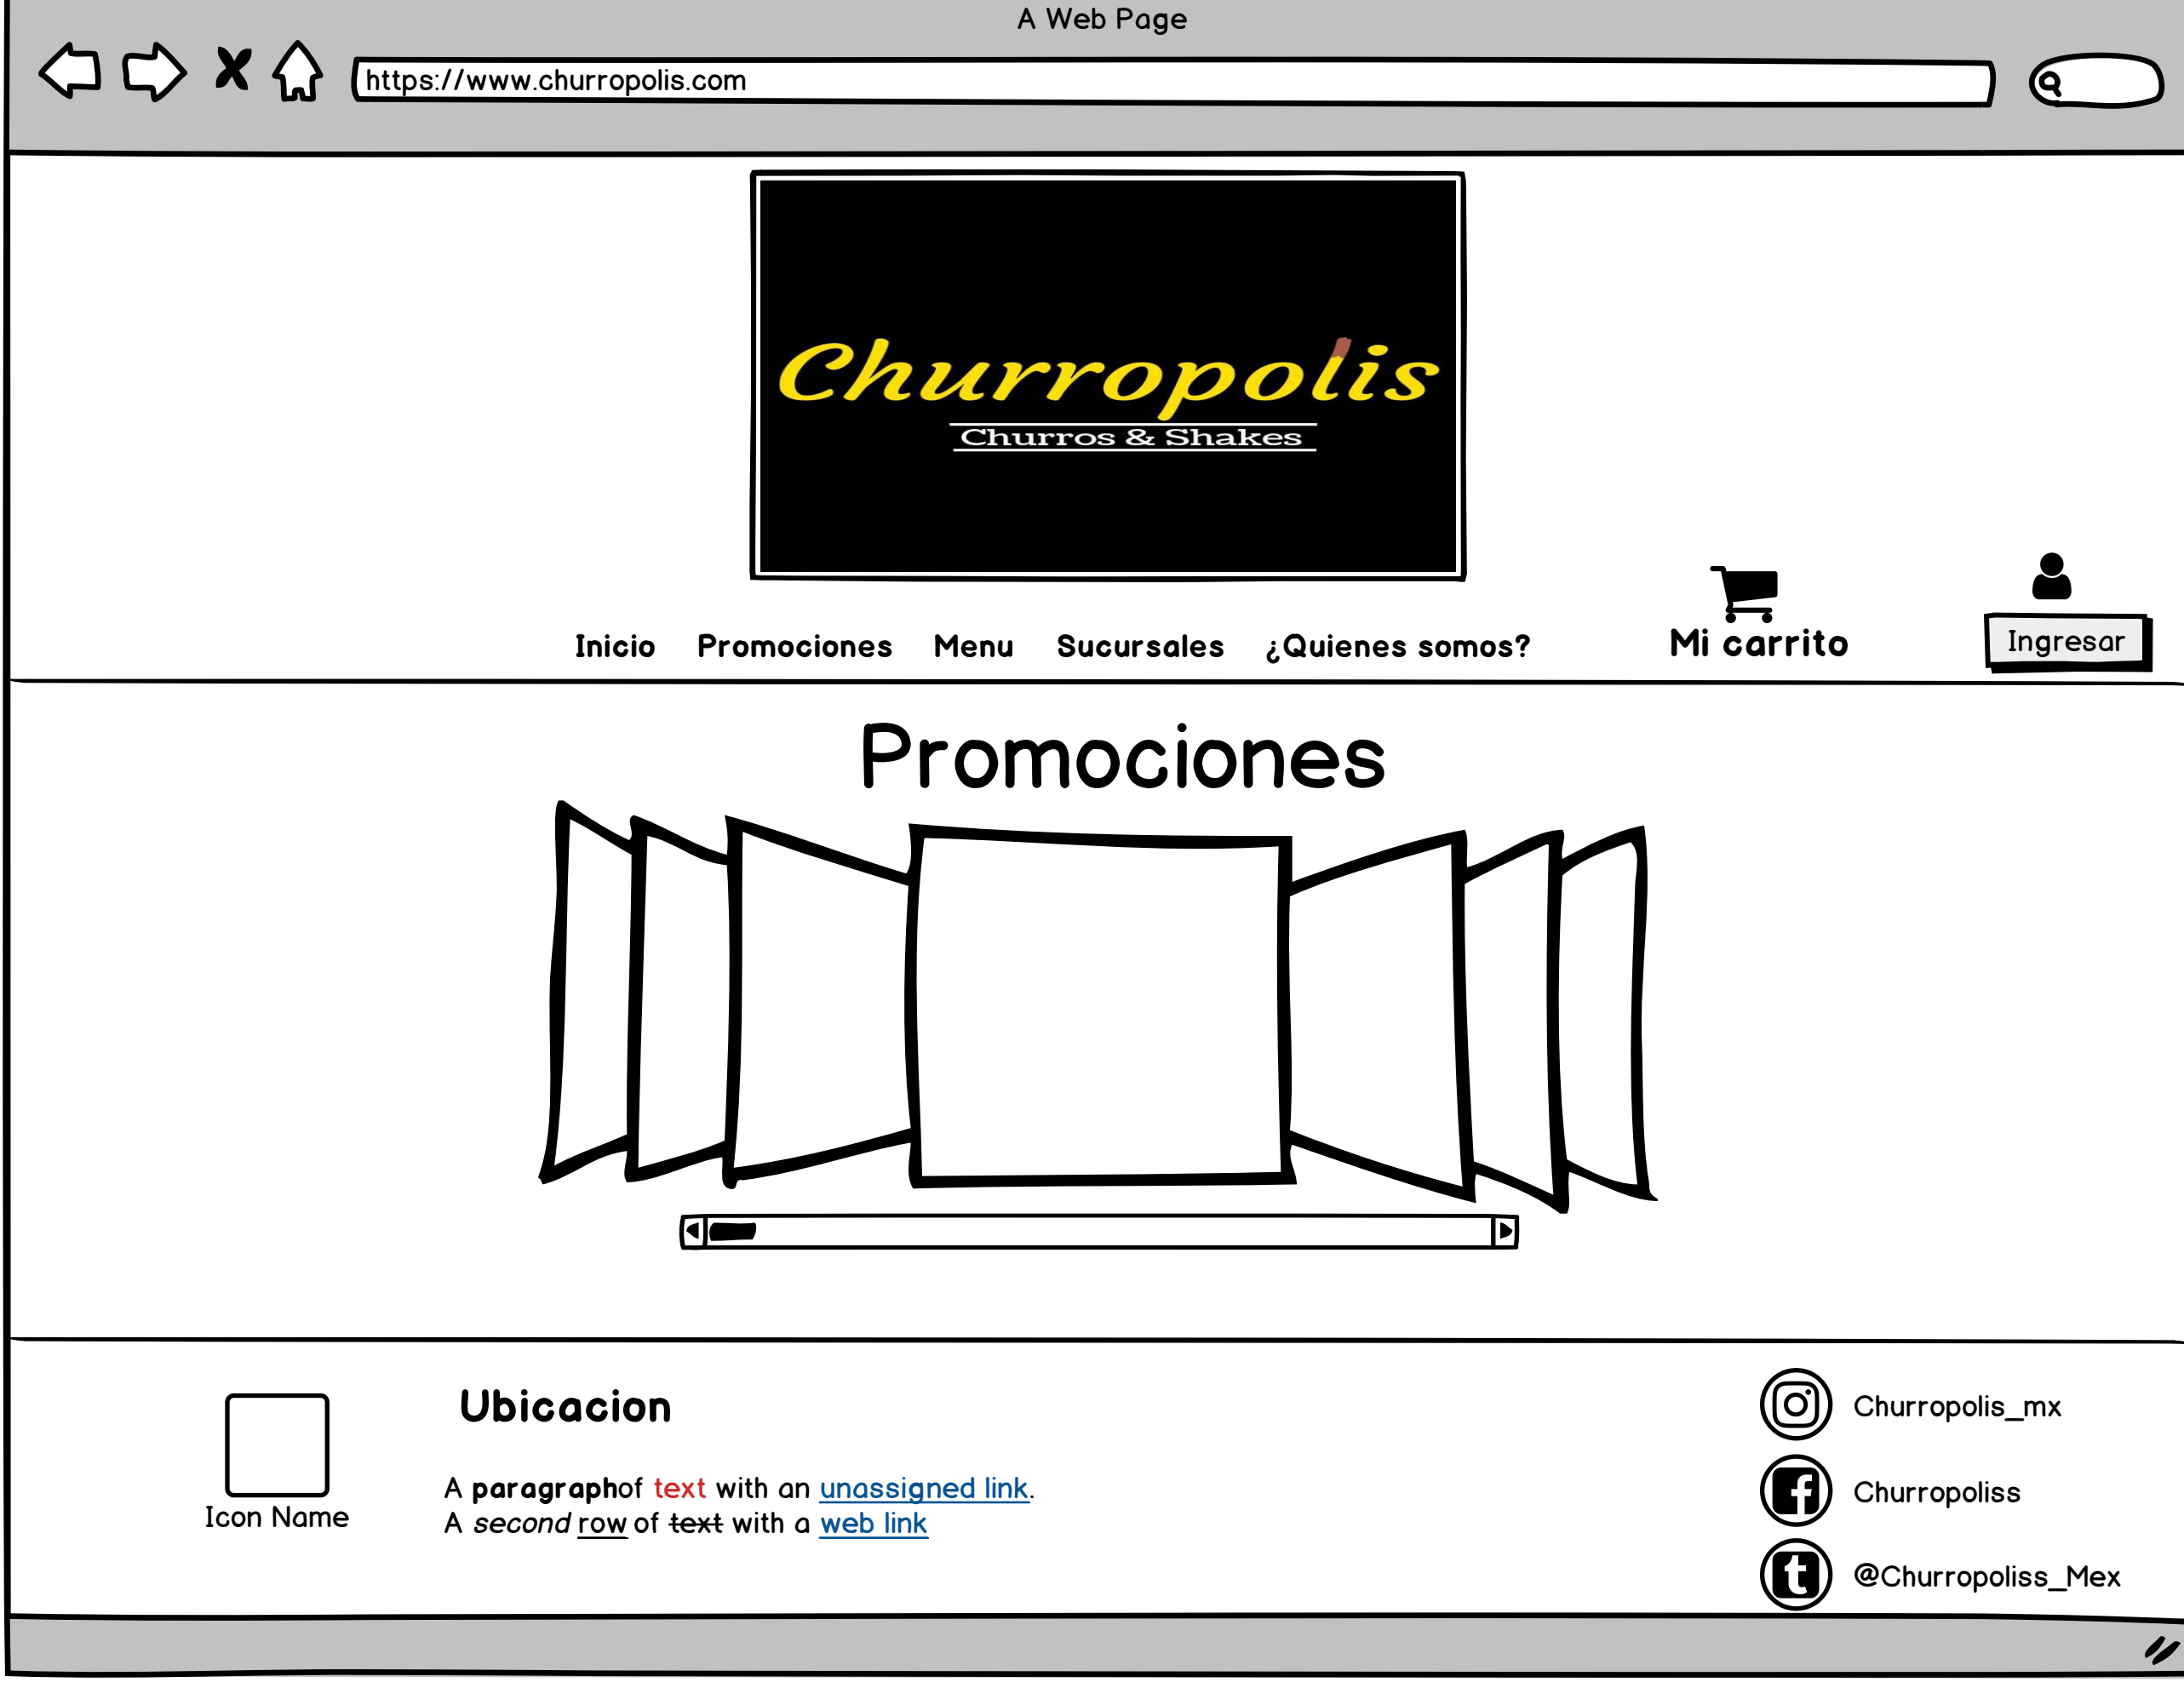 A Web Page
https://www.churropolis.com
Churropolis
Churros & Shakes
Inicio Promociones Menu Sucursales ¿Quienes somos? Mi carrito Ingresar
Promociones
Ubicacion
Icon Name
A paragraphof text with an unassigned link.
A second row of text with a web link
Churropolis_mx
Churropoliss
@Churropoliss_Mex